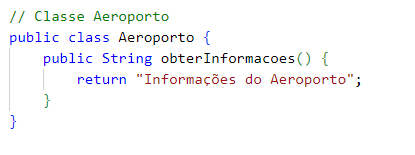 // Classe Aeroporto
public class Aeroporto {
    public String obterInformacoes() {
        return "Informações do Aeroporto";
    }
}